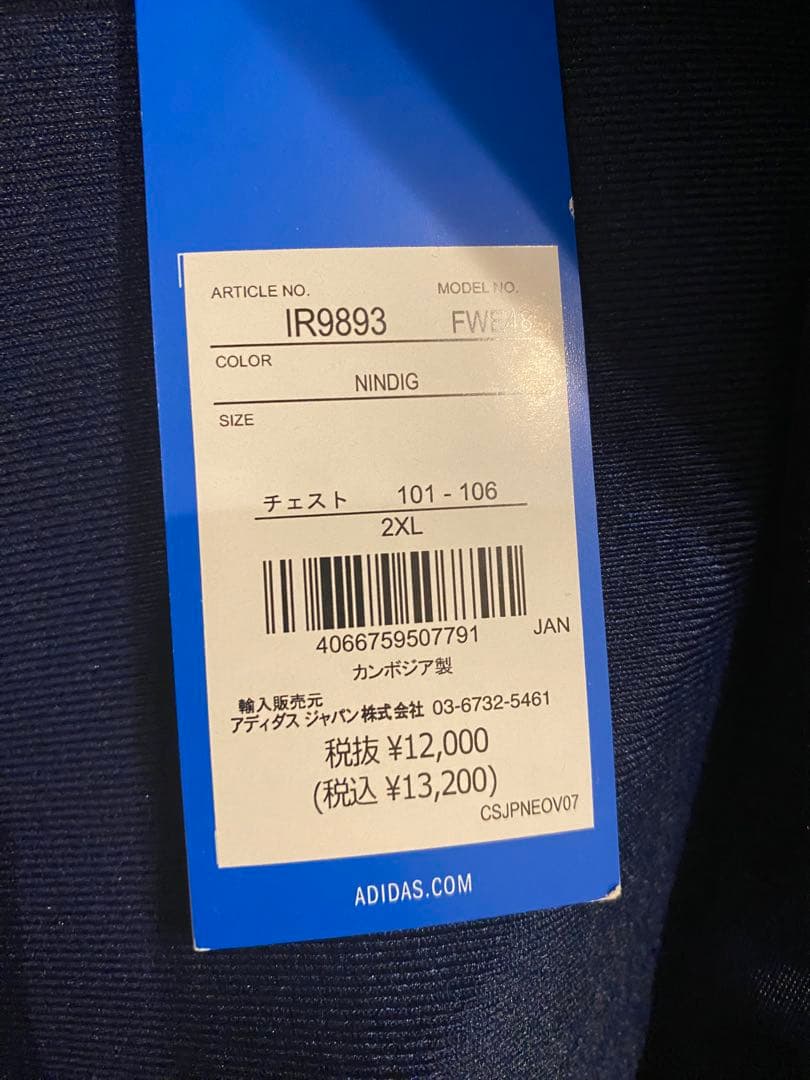 ARTICLE NO.
MODEL NO.
IR9893
COLOR
NINDIG
SIZE
チェスト 101 - 106
2XL
4066759507791
JAN
カンボジア製
輸入販売元
アディダス ジャパン株式会社 03-6732-5461
税抜 ¥12,000
(税込 ¥13,200)
CSJPNEOV07
ADIDAS.COM